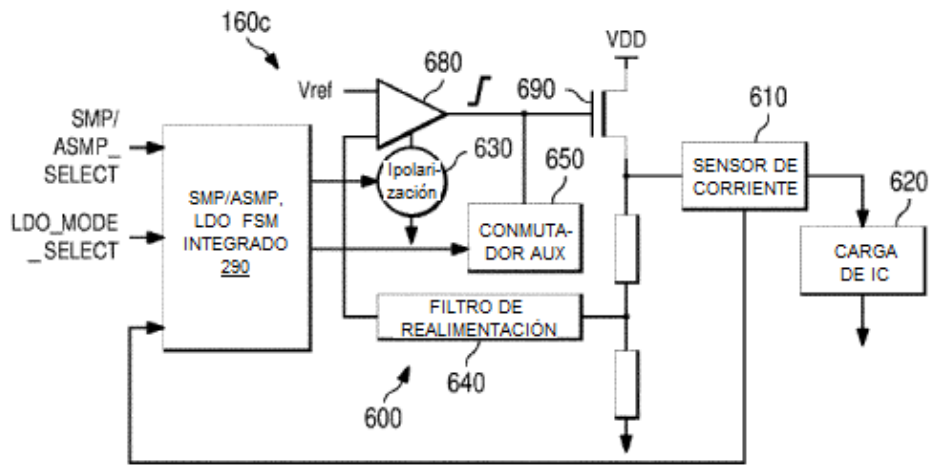 160c
VDD
680
690
Vref
610
SMP/
ASMP_
SELECT
630
650
Ipolari-
zación
SENSOR DE
CORRIENTE
620
SMP/ASMP,
LDO FSM
INTEGRADO
290
LDO_MODE
_SELECT
CONMUTA-
DOR AUX
CARGA
DE IC
FILTRO DE
REALIMENTACIÓN
640
600